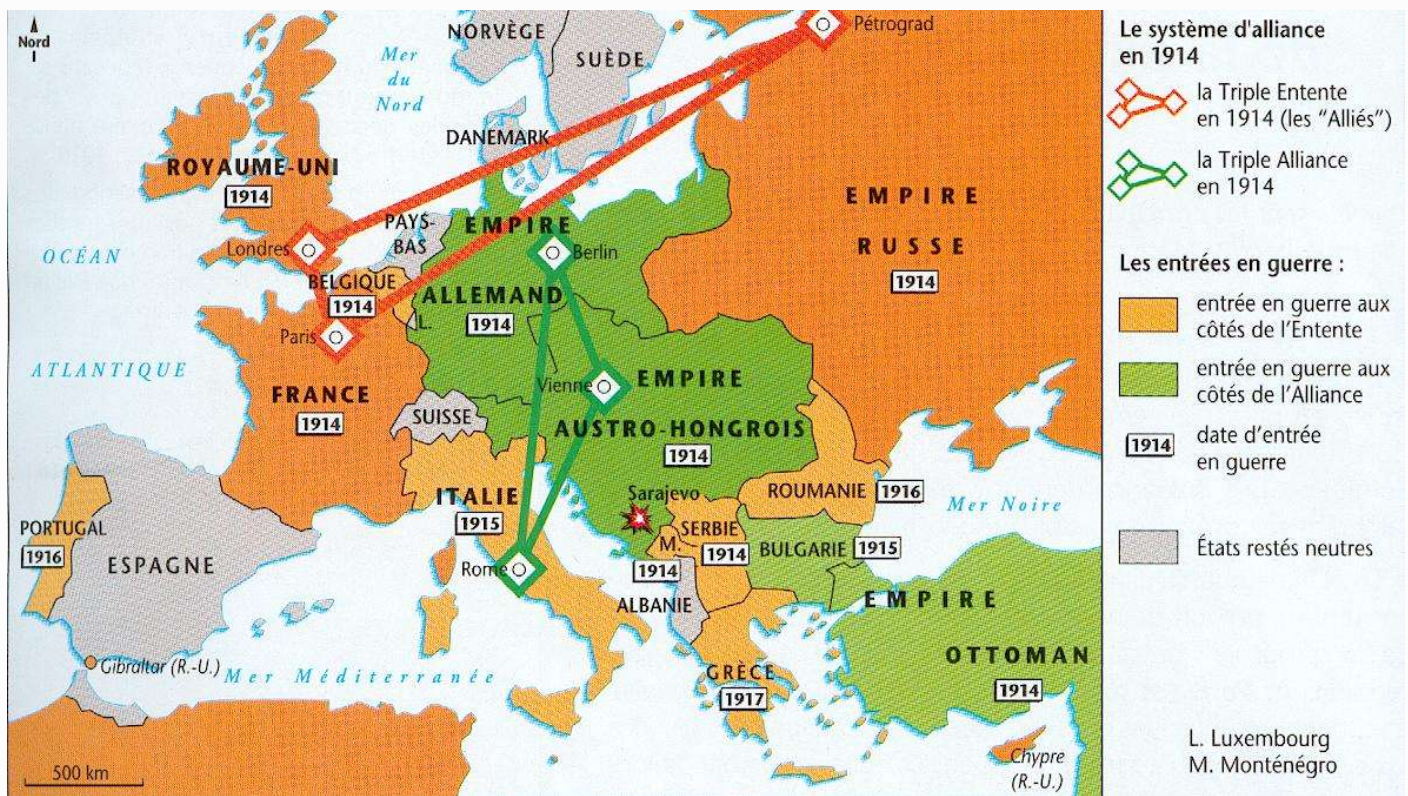 Nord
NORVÈGE
SUÈDE
Pétrograd
Mer
du
Nord
DANEMARK
ROYAUME-UNI
1914
EMPIRE
RUSSE
1914
PAYS-
BAS
EMPIRE
ALLEMAND
1914
Londres
Berlin
OCÉAN
ATLANTIQUE
BELGIQUE
1914
L.
Paris
FRANCE
1914
Vienne
EMPIRE
AUSTRO-HONGROIS
1914
SUISSE
ITALIE
1915
Sarajevo
ROUMANIE
1916
Mer Noire
SERBIE
1914
M.
1914
BULGARIE
1915
PORTUGAL
1916
ESPAGNE
Rome
ALBANIE
EMPIRE
OTTOMAN
1914
Gibraltar (R.-U.)
Mer Méditerranée
GRÈCE
1917
Chypre
(R.-U.)
500 km
Le système d'alliance
en 1914
la Triple Entente
en 1914 (les “Alliés”)
la Triple Alliance
en 1914
Les entrées en guerre :
entrée en guerre aux
côtés de l’Entente
entrée en guerre aux
côtés de l’Alliance
1914
date d’entrée
en guerre
États restés neutres
L. Luxembourg
M. Monténégro